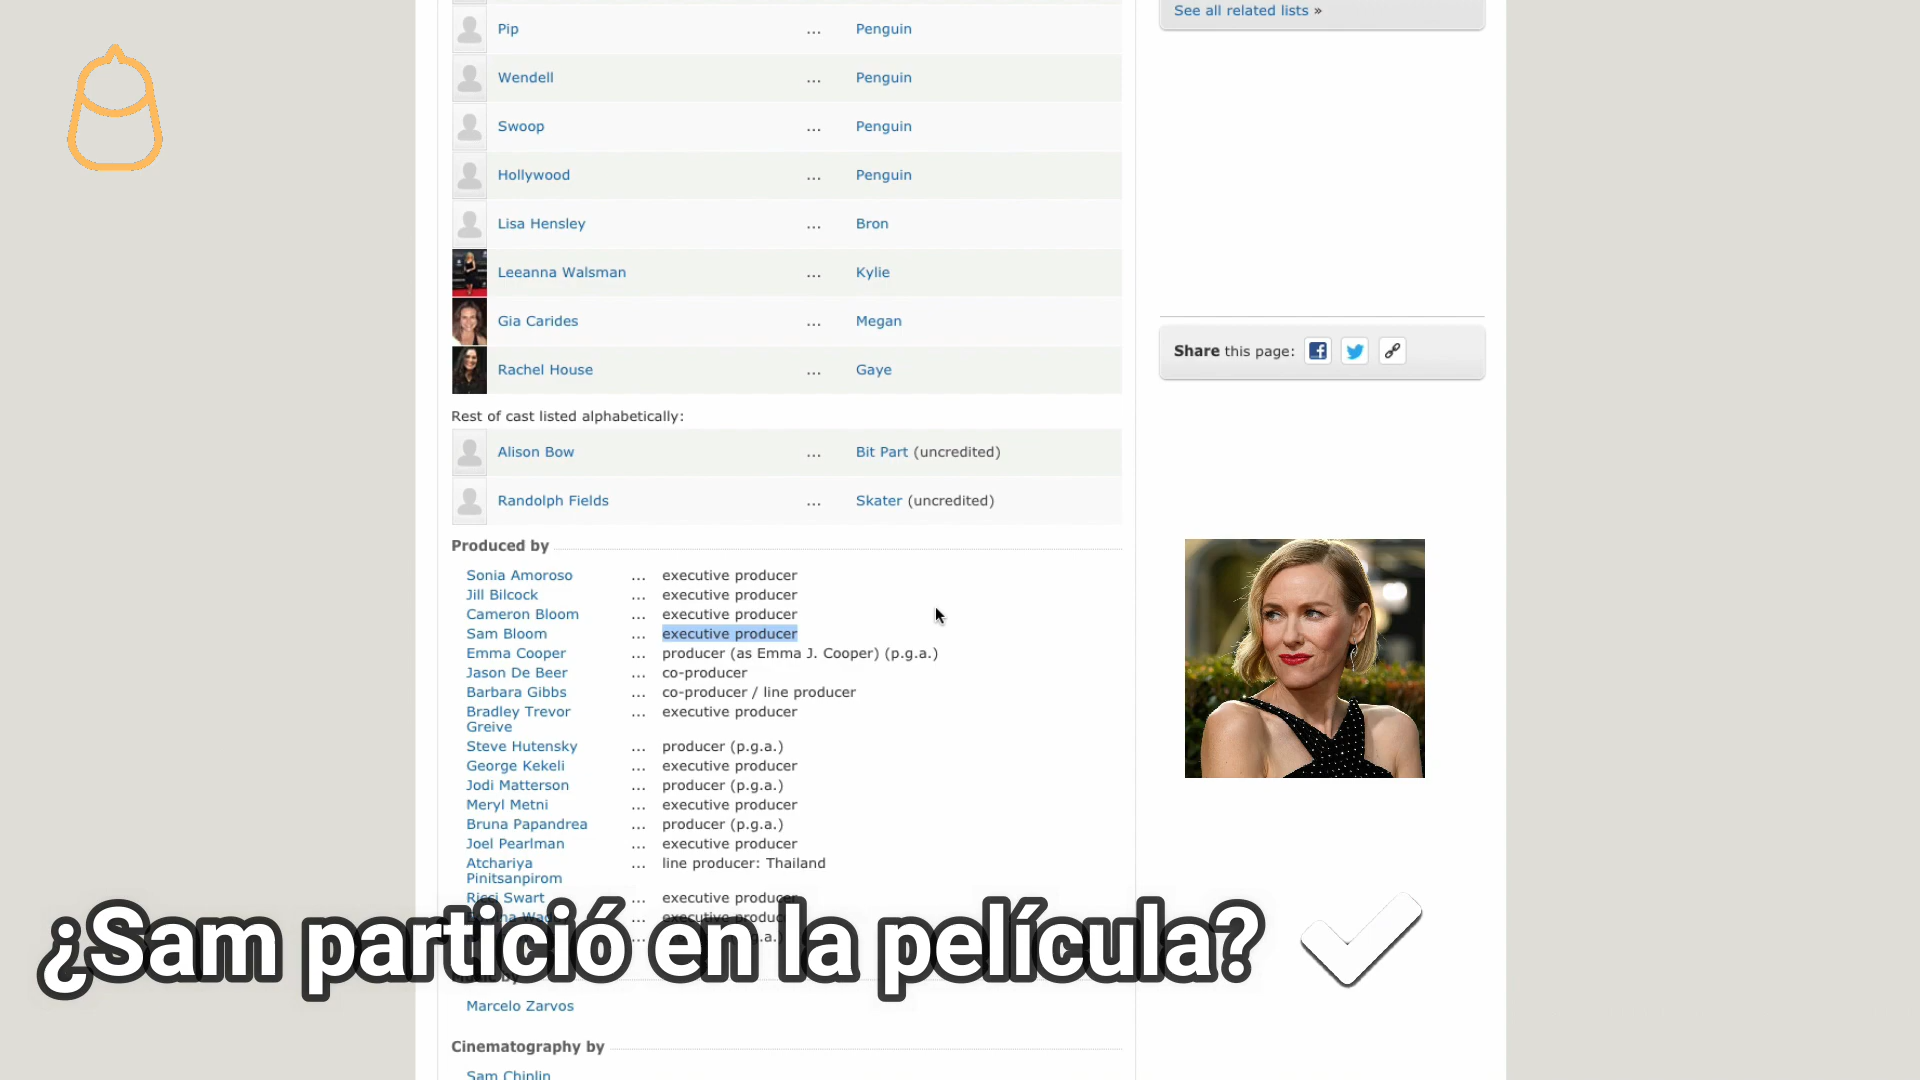 See all related lists »
Pip ... Penguin
Wendell ... Penguin
Swoop ... Penguin
Hollywood ... Penguin
Lisa Hensley ... Bron
Leeanna Walsman ... Kylie
Gia Carides ... Megan
Rachel House ... Gaye
Share this page:
Rest of cast listed alphabetically:
Alison Bow ... Bit Part (uncredited)
Randolph Fields ... Skater (uncredited)
Produced by
Sonia Amoroso ... executive producer
Jill Bilcock ... executive producer
Cameron Bloom ... executive producer
Sam Bloom ... executive producer
Emma Cooper ... producer (as Emma J. Cooper) (p.g.a.)
Jason De Beer ... co-producer
Barbara Gibbs ... co-producer / line producer
Bradley Trevor ... executive producer
Greive
Steve Hutensky ... producer (p.g.a.)
George Kekeli ... executive producer
Jodi Matterson ... producer (p.g.a.)
Meryl Metni ... executive producer
Bruna Papandrea ... producer (p.g.a.)
Joel Pearlman ... executive producer
Atchariya ... line producer: Thailand
Pinitsanpirom
Ricci Swart ... executive producer
¿Sam partició en la película?
Marcelo Zarvos
Cinematography by
Sam Chiplin